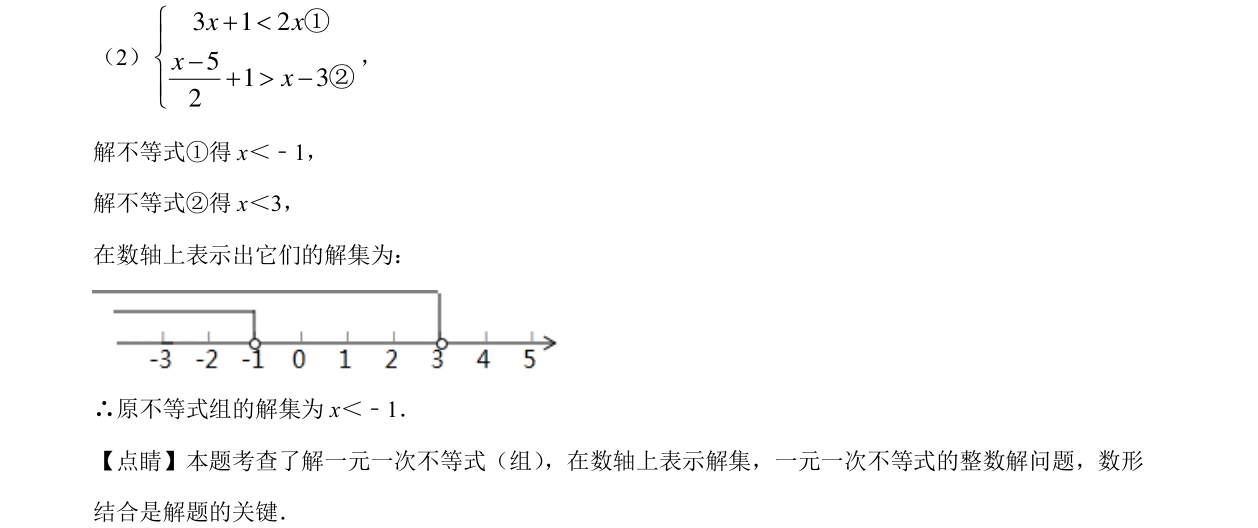 （2）{ 3x+1<2x①
x-5/2+1>x-3② ，
解不等式①得 x＜﹣1，
解不等式②得 x＜3，
在数轴上表示出它们的解集为：
-3 -2 -1 0 1 2 3 4 5
∴原不等式组的解集为 x＜﹣1．
【点睛】本题考查了解一元一次不等式（组），在数轴上表示解集，一元一次不等式的整数解问题，数形
结合是解题的关键．